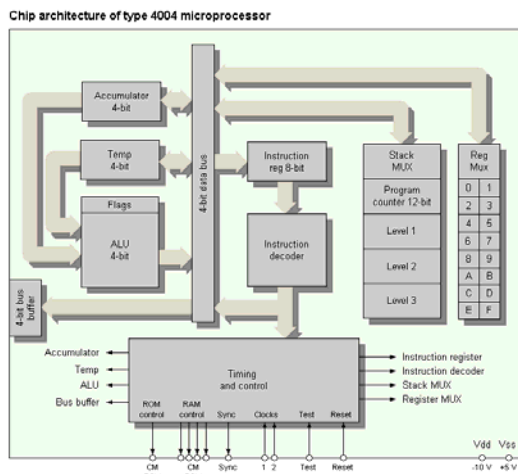 Chip architecture of type 4004 microprocessor
Accumulator
4-bit
Temp
4-bit
Flags
ALU
4-bit
4-bit data bus
Instruction
reg 8-bit
Instruction
decoder
Stack
MUX
Program
counter 12-bit
Level 1
Level 2
Level 3
Reg
Mux
0 1
2 3
4 5
6 7
8 9
A B
C D
E F
4-bit bus
buffer
Timing
and control
Accumulator
Temp
ALU
Bus buffer
Instruction register
Instruction decoder
Stack MUX
Register MUX
ROM
control
RAM
control
Sync
Clocks
Test
Reset
CM
CM
Sync
1 2
Test
Reset
Vdd
-10 V
Vss
+5 V